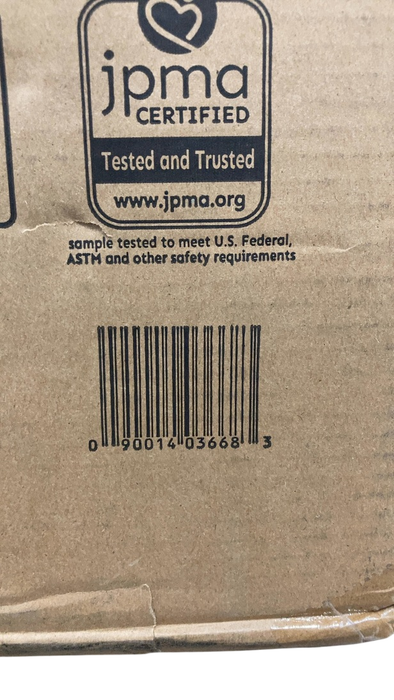 jpma
CERTIFIED
Tested and Trusted
www.jpma.org
sample tested to meet U.S. Federal,
ASTM and other safety requirements
0 90014 03668 3